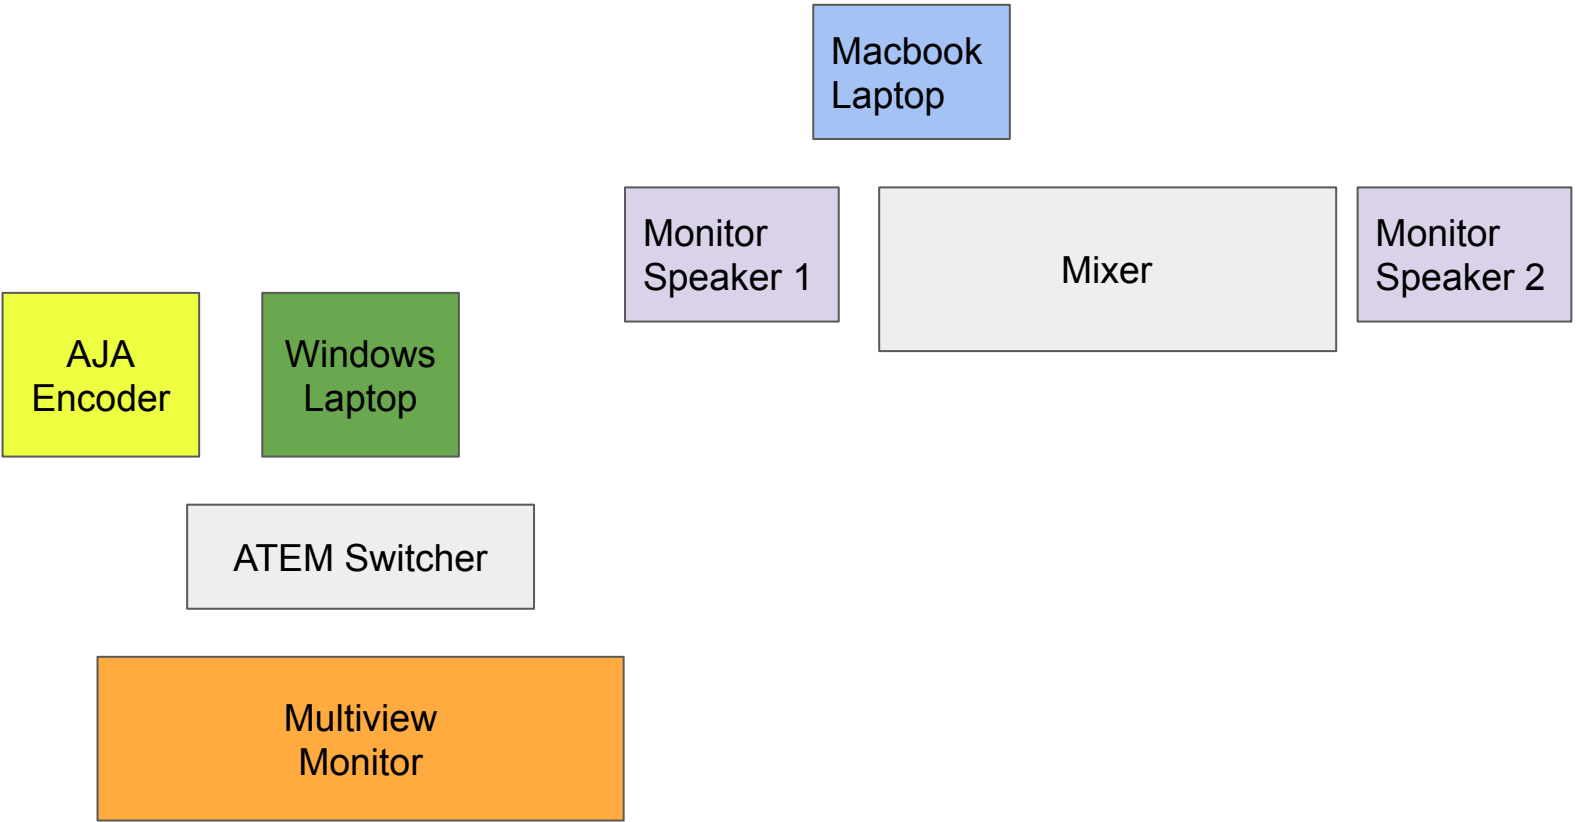 Macbook
Laptop
Monitor
Speaker 1
Mixer
Monitor
Speaker 2
AJA
Encoder
Windows
Laptop
ATEM Switcher
Multiview
Monitor